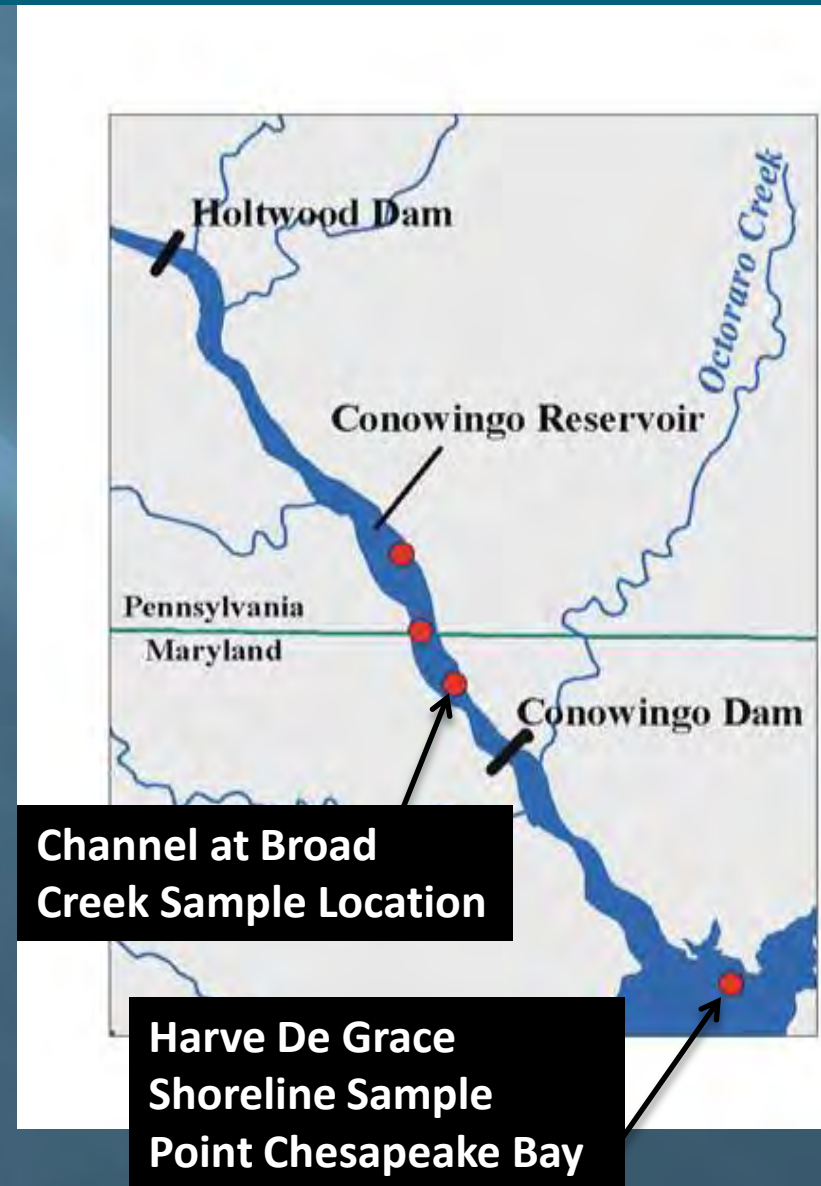 Holtwood Dam
Octoraro Creek
Conowingo Reservoir
Pennsylvania
Maryland
Conowingo Dam
Channel at Broad
Creek Sample Location
Harve De Grace
Shoreline Sample
Point Chesapeake Bay